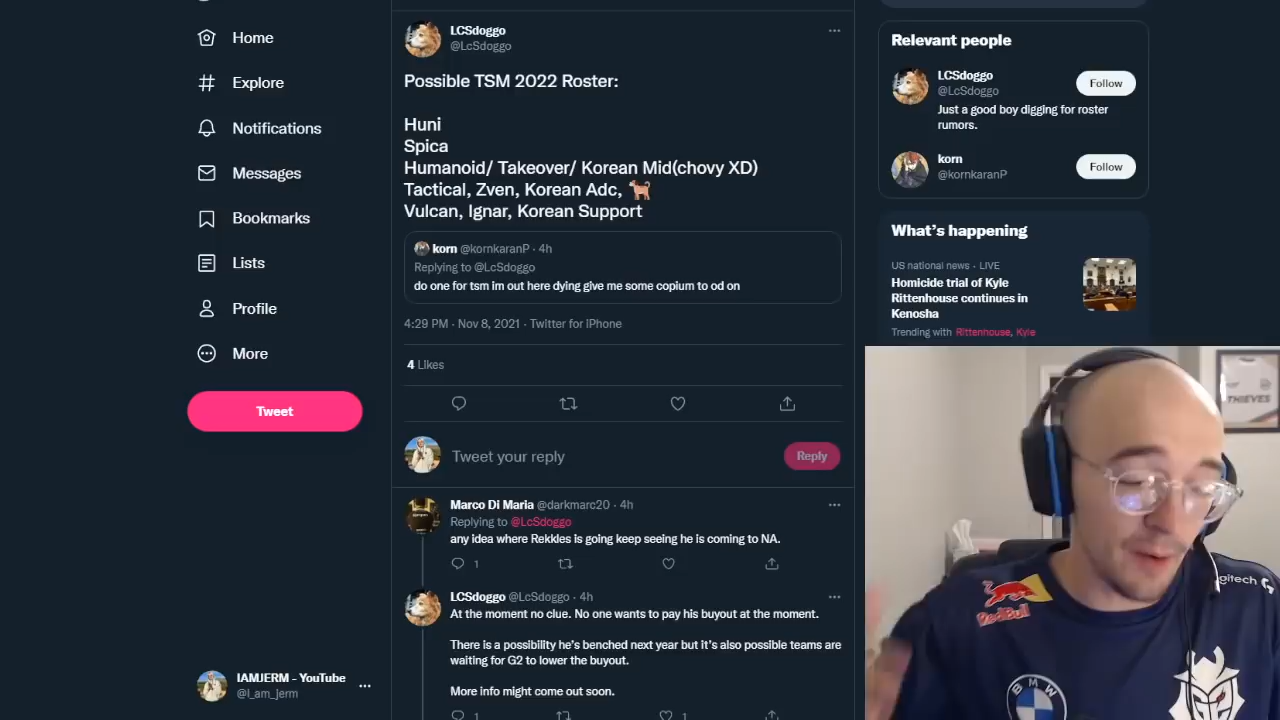 Home
Explore
Notifications
Messages
Bookmarks
Lists
Profile
More
Tweet
IAMJERM - YouTube
@I_am_jerm
LCSdoggo
@LcSdoggo
Possible TSM 2022 Roster:
Huni
Spica
Humanoid/ Takeover/ Korean Mid(chovy XD)
Tactical, Zven, Korean Adc, 🐕
Vulcan, Ignar, Korean Support
korn @kornkaranP · 4h
Replying to @LcSdoggo
do one for tsm im out here dying give me some copium to od on
4:29 PM · Nov 8, 2021 · Twitter for iPhone
4 Likes
Tweet your reply
Reply
Marco Di Maria @darkmarc20 · 4h
Replying to @LcSdoggo
any idea where Rekkles is going keep seeing he is coming to NA.
1
LCSdoggo @LcSdoggo · 4h
At the moment no clue. No one wants to pay his buyout at the moment.
There is a possibility he's benched next year but it's also possible teams are
waiting for G2 to lower the buyout.
More info might come out soon.
1
1
Relevant people
LCSdoggo
@LcSdoggo
Follow
Just a good boy digging for roster
rumors.
korn
@kornkaranP
Follow
What's happening
US national news · LIVE
Homicide trial of Kyle
Rittenhouse continues in
Kenosha
Trending with Rittenhouse, Kyle
THIEVES
RedBull
logitech G
BMW